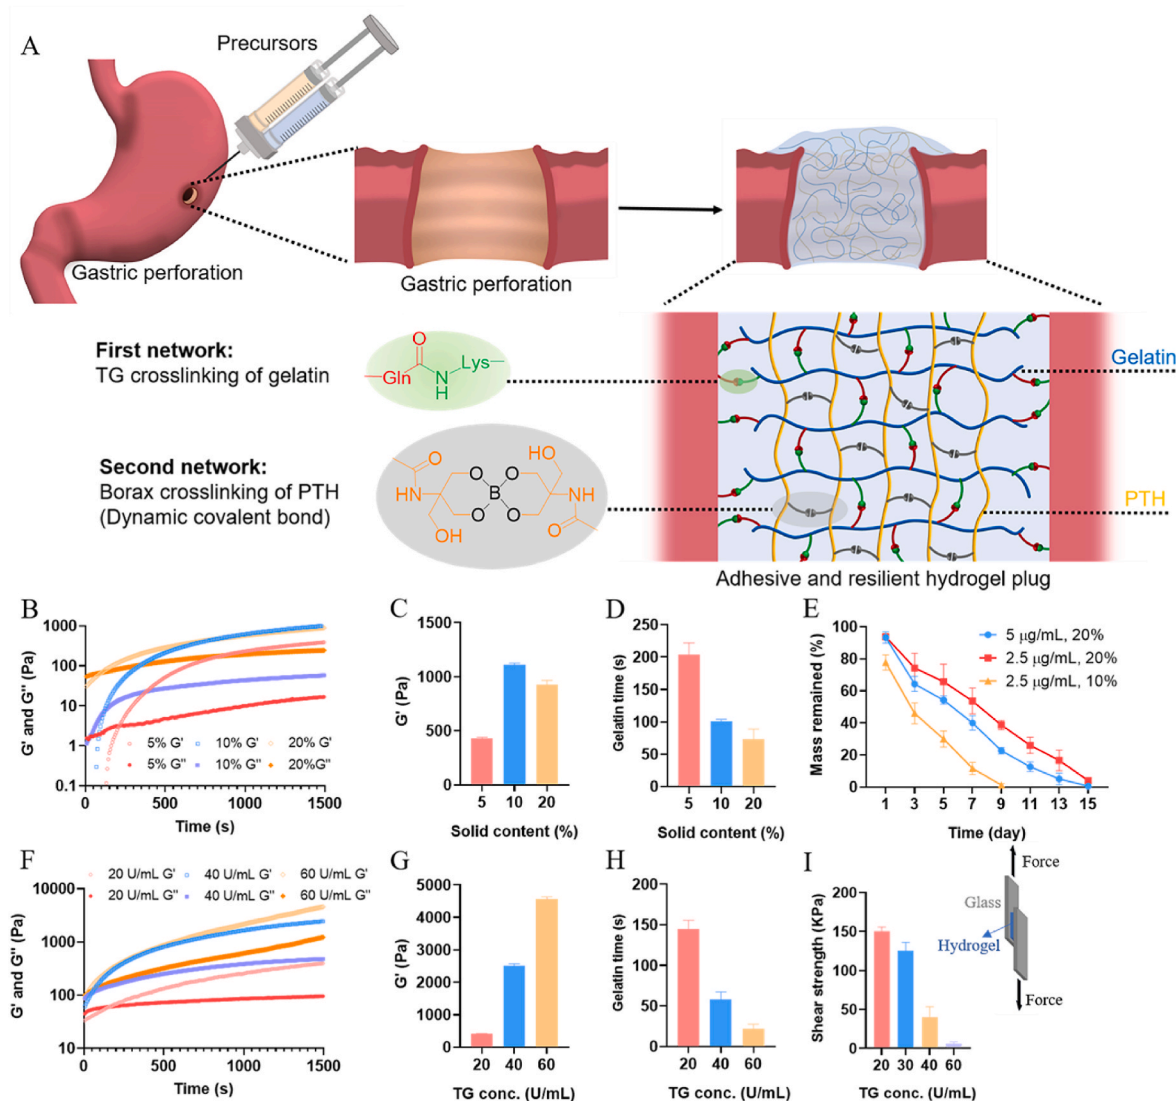 A
Precursors
Gastric perforation
Gastric perforation
First network:
TG crosslinking of gelatin
O
Gln
N
H
Lys
Gelatin
Second network:
Borax crosslinking of PTH
(Dynamic covalent bond)
O
HO
NH
O
O
B
O
O
NH
OH
O
PTH
Adhesive and resilient hydrogel plug
B
G' and G'' (Pa)
1000
100
10
1
0.1
5% G' 10% G' 20% G'
5% G'' 10% G'' 20%G''
0 500 1000 1500
Time (s)
C
G' (Pa)
1500
1000
500
0
5 10 20
Solid content (%)
D
Gelatin time (s)
250
200
150
100
50
0
5 10 20
Solid content (%)
E
Mass remained (%)
100
80
60
40
20
0
5 μg/mL, 20%
2.5 μg/mL, 20%
2.5 μg/mL, 10%
1 3 5 7 9 11 13 15
Time (day)
F
20 U/mL G' 40 U/mL G' 60 U/mL G'
20 U/mL G'' 40 U/mL G'' 60 U/mL G''
G' and G'' (Pa)
10000
1000
100
10
0 500 1000 1500
Time (s)
G
G' (Pa)
5000
4000
3000
2000
1000
0
20 40 60
TG conc. (U/mL)
H
Gelatin time (s)
200
150
100
50
0
20 40 60
TG conc. (U/mL)
I
Shear strength (KPa)
200
150
100
50
0
20 30 40 60
TG conc. (U/mL)
Force
Glass
Hydrogel
Force